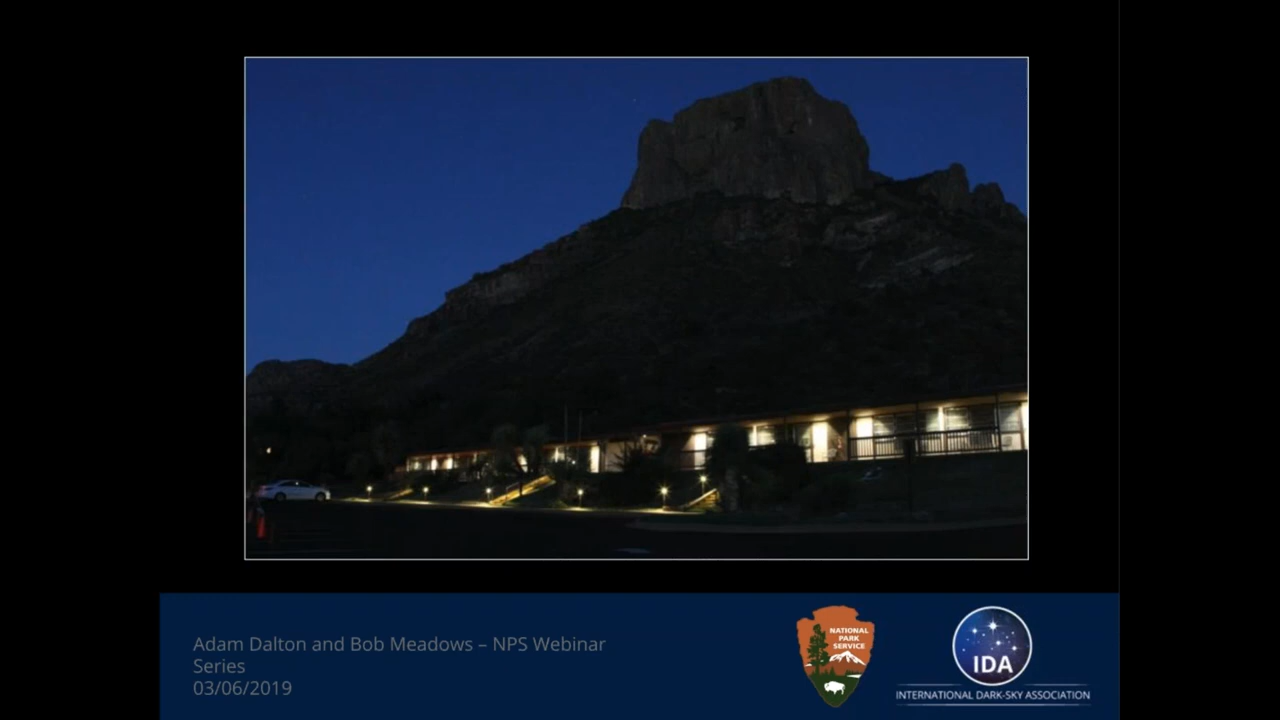 Adam Dalton and Bob Meadows – NPS Webinar
Series
03/06/2019
NATIONAL
PARK
SERVICE
IDA
INTERNATIONAL DARK-SKY ASSOCIATION